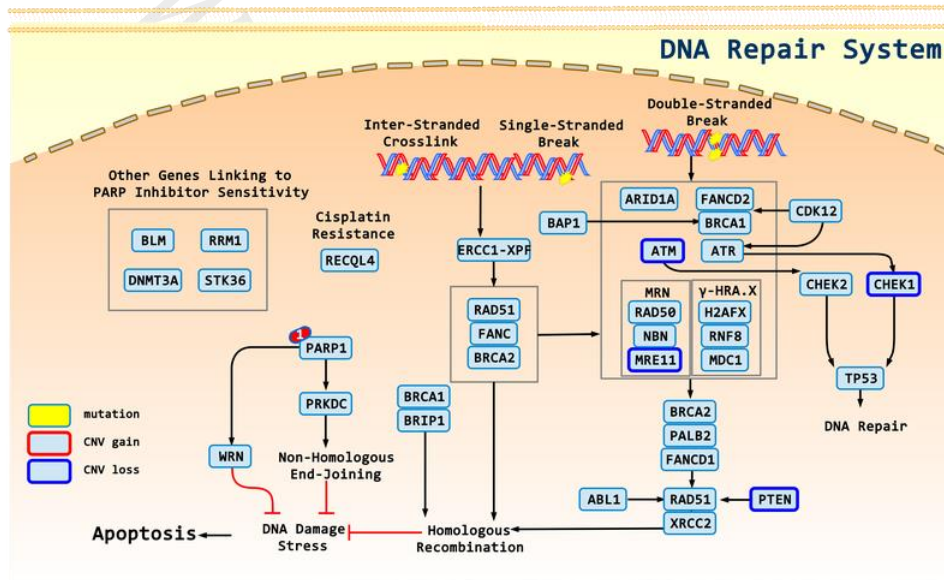 DNA Repair System
Double-Stranded
Break
Inter-Stranded
Crosslink
Single-Stranded
Break
Other Genes Linking to
PARP Inhibitor Sensitivity
BLM
RRM1
DNMT3A
STK36
Cisplatin
Resistance
RECQL4
ERCC1-XPF
BAP1
ARID1A
FANCD2
BRCA1
CDK12
ATM
ATR
CHEK2
CHEK1
MRN
RAD50
NBN
MRE11
γ-HRA.X
H2AFX
RNF8
MDC1
RAD51
FANC
BRCA2
1
PARP1
PRKDC
WRN
BRCA1
BRIP1
TP53
DNA Repair
BRCA2
PALB2
FANCD1
ABL1
RAD51
PTEN
XRCC2
mutation
CNV gain
CNV loss
Non-Homologous
End-Joining
Apoptosis
DNA Damage
Stress
Homologous
Recombination